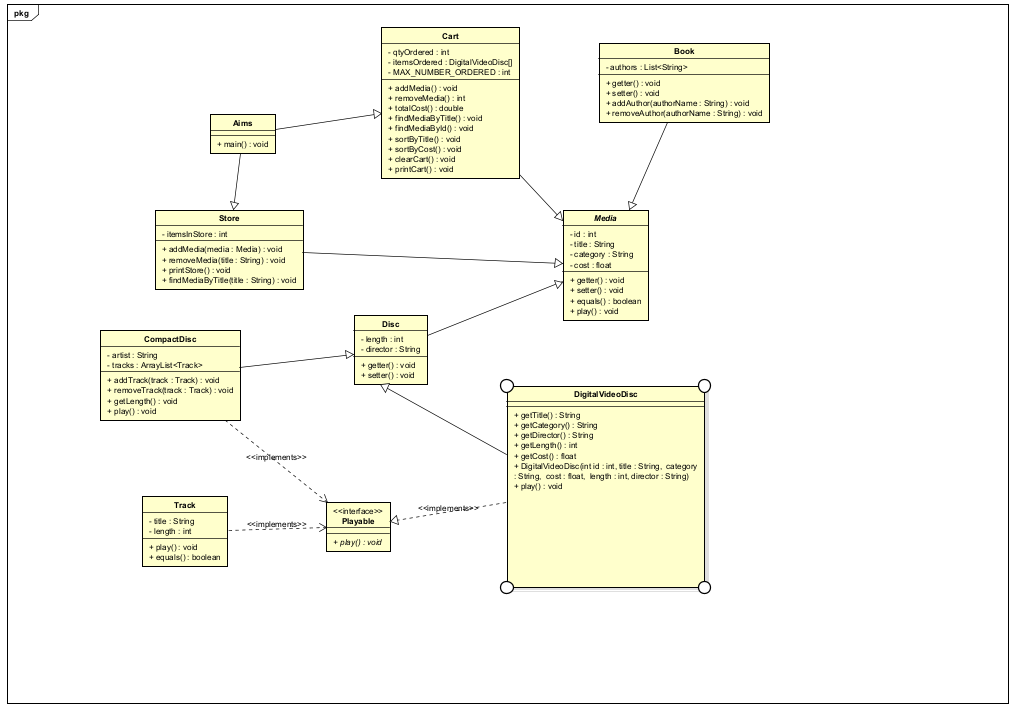 pkg
Cart
- qtyOrdered : int
- itemsOrdered : DigitalVideoDisc[]
- MAX_NUMBER_ORDERED : int
+ addMedia() : void
+ removeMedia() : int
+ totalCost() : double
+ findMediaByTitle() : void
+ findMediaById() : void
+ sortByTitle() : void
+ sortByCost() : void
+ clearCart() : void
+ printCart() : void
Book
- authors : List<String>
+ getter() : void
+ setter() : void
+ addAuthor(authorName : String) : void
+ removeAuthor(authorName : String) : void
Aims
+ main() : void
Store
- itemsInStore : int
+ addMedia(media : Media) : void
+ removeMedia(title : String) : void
+ printStore() : void
+ findMediaByTitle(title : String) : void
Media
- id : int
- title : String
- category : String
- cost : float
+ getter() : void
+ setter() : void
+ equals() : boolean
+ play() : void
Disc
- length : int
- director : String
+ getter() : void
+ setter() : void
CompactDisc
- artist : String
- tracks : ArrayList<Track>
+ addTrack(track : Track) : void
+ removeTrack(track : Track) : void
+ getLength() : void
+ play() : void
DigitalVideoDisc
+ getTitle() : String
+ getCategory() : String
+ getDirector() : String
+ getLength() : int
+ getCost() : float
+ DigitalVideoDisc(int id : int, title : String, category
: String, cost : float, length : int, director : String)
+ play() : void
<<implements>>
Track
- title : String
- length : int
+ play() : void
+ equals() : boolean
<<implements>>
<<interface>>
Playable
+ play() : void
<<implements>>